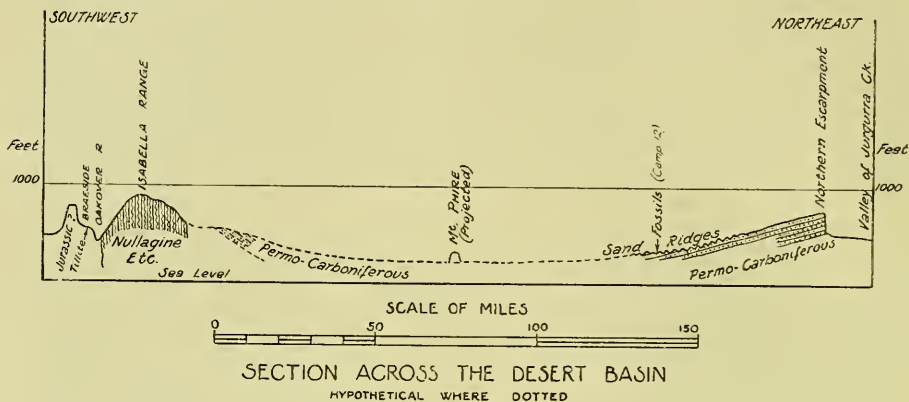 SOUTHWEST
NORTHEAST
Feet
1000
Jurassic ?
Tillite
BRAESIDE
OAKOVER R
ISABELLA RANGE
Nullagine
Etc.
Sea Level
Permo-Carboniferous
Mt. PHIRE
(Projected)
Sand Ridges
Fossils (Camp 12)
Permo-Carboniferous
Northern Escarpment
Valley of Jurgurra Ck.
Feet
1000
SCALE OF MILES
0 50 100 150
SECTION ACROSS THE DESERT BASIN
HYPOTHETICAL WHERE DOTTED